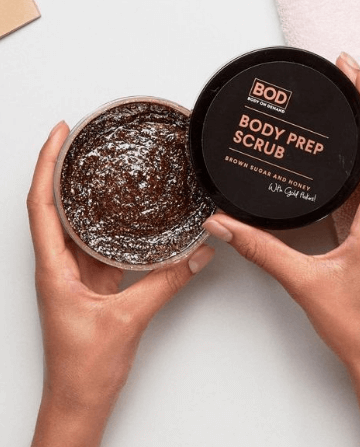 BOD
BODY ON DEMAND
BODY PREP
SCRUB
BROWN SUGAR AND HONEY
With Gold Flakes!